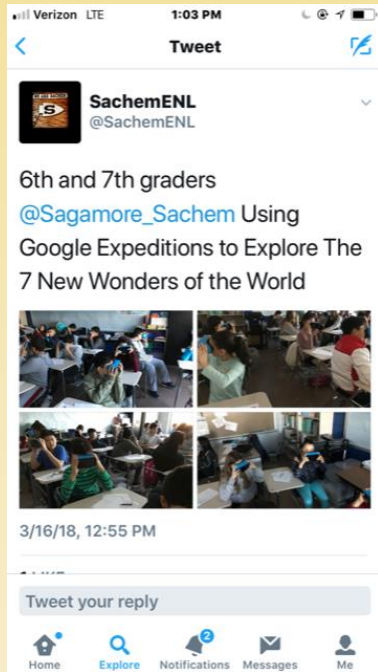 Verizon LTE 1:03 PM
Tweet
SachemENL
@SachemENL
6th and 7th graders
@Sagamore_Sachem Using
Google Expeditions to Explore The
7 New Wonders of the World
3/16/18, 12:55 PM
Tweet your reply
2
Home Explore Notifications Messages Me